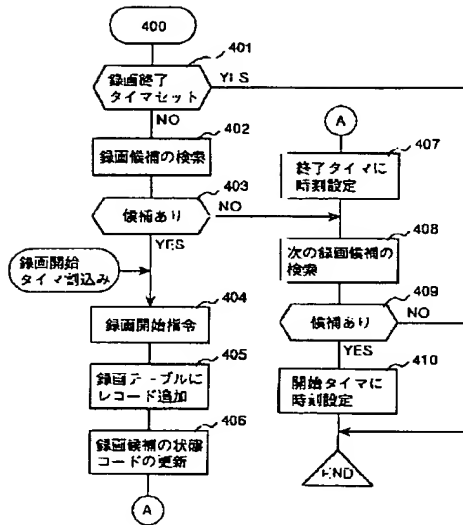 400
401
録画終了
タイマセット
YES
NO
402
録画候補の検索
403
候補あり
NO
YES
録画開始
タイマ割込み
404
録画開始指令
405
録画テーブルに
レコード追加
406
録画候補の状態
コードの更新
A
A
407
終了タイマに
時刻設定
408
次の録画候補の
検索
409
候補あり
NO
YES
410
開始タイマに
時刻設定
END